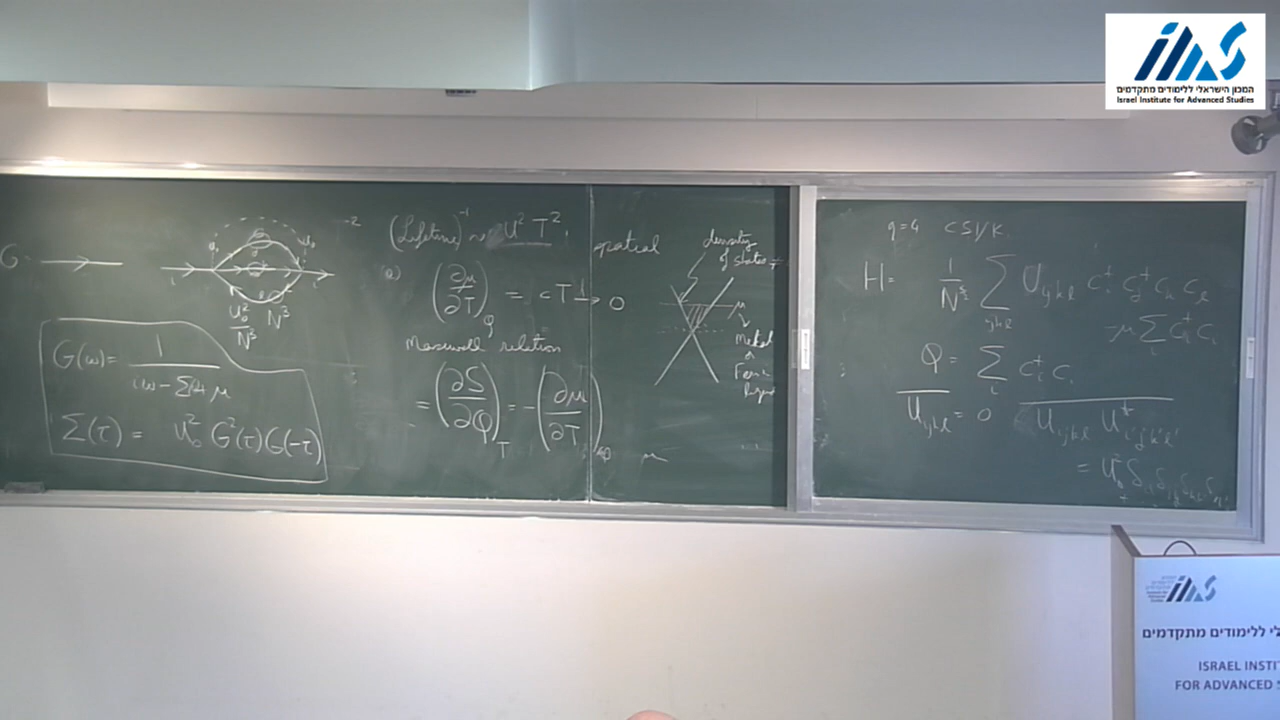 המכון הישראלי ללימודים מתקדמים
Israel Institute for Advanced Studies
G =
U₀²/N³ N³
G(ω) = 1/(iω - Σ + μ)
Σ(τ) = U₀² G²(τ) G(-τ)
(Lifetime)⁻¹ ~ U² T²,
spatial
a) (∂μ/∂T)_Q = cT → 0
Maxwell relation
= (∂S/∂Q)_T = -(∂μ/∂T)_Q
μ
density
of states
μ
Metal
q=4 CSYK
H = 1/N^{3/2} Σ_{ijkl} U_{ijkl} c_i† c_j† c_k c_l
-μ Σ_i c_i† c_i
Q = Σ_i c_i† c_i
U_{ijkl} = 0 U_{ijkl} U*_{i'j'k'l'}
= U₀²
לי ללימודים מתקדמים
ISRAEL INSTI
FOR ADVANCED S